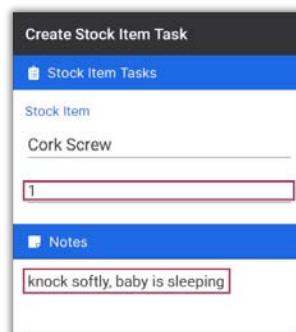 Create Stock Item Task
Stock Item Tasks
Stock Item
Cork Screw
1
Notes
knock softly, baby is sleeping